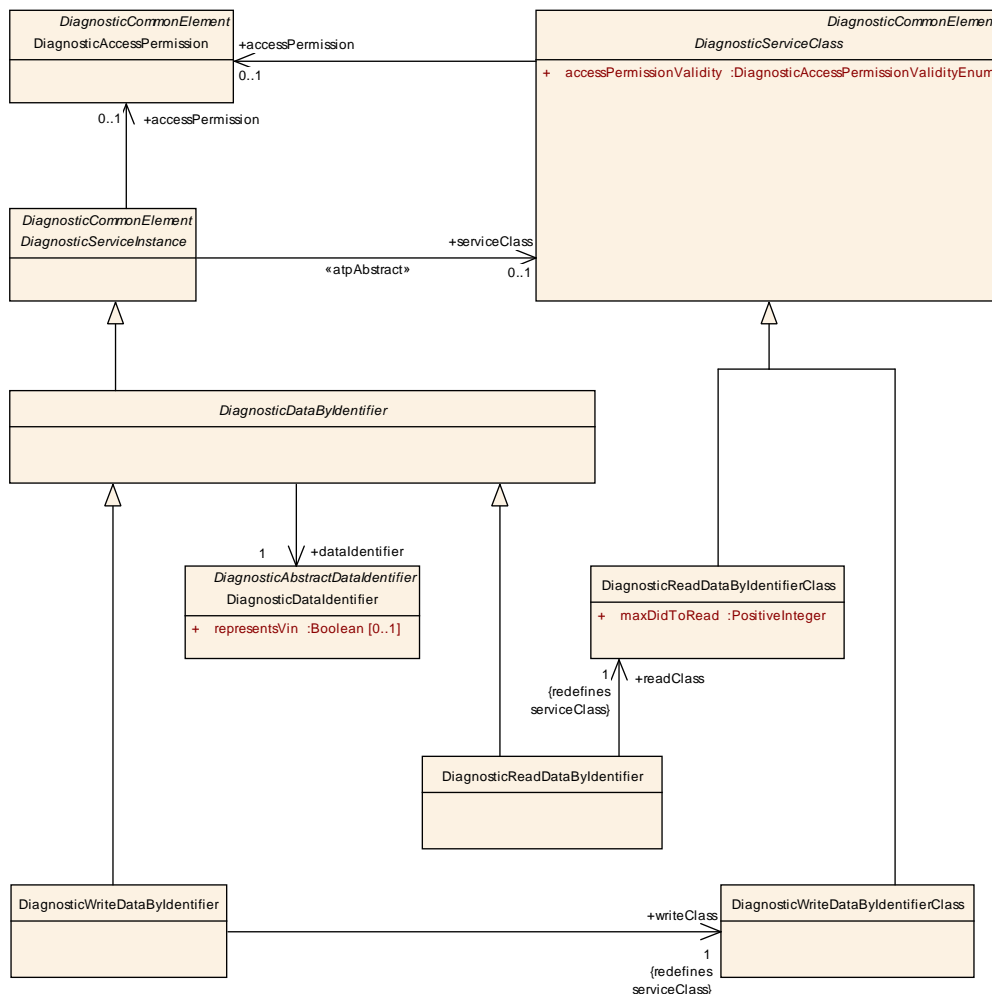 DiagnosticCommonElement
DiagnosticAccessPermission
+accessPermission
0..1
DiagnosticCommonElement
DiagnosticServiceClass
+ accessPermissionValidity :DiagnosticAccessPermissionValidityEnum
0..1
+accessPermission
DiagnosticCommonElement
DiagnosticServiceInstance
+serviceClass
«atpAbstract»
0..1
DiagnosticDataByIdentifier
1
+dataIdentifier
DiagnosticAbstractDataIdentifier
DiagnosticDataIdentifier
+ representsVin :Boolean [0..1]
DiagnosticReadDataByIdentifierClass
+ maxDidToRead :PositiveInteger
1
+readClass
{redefines
serviceClass}
DiagnosticReadDataByIdentifier
DiagnosticWriteDataByIdentifier
DiagnosticWriteDataByIdentifierClass
+writeClass
1
{redefines
serviceClass}